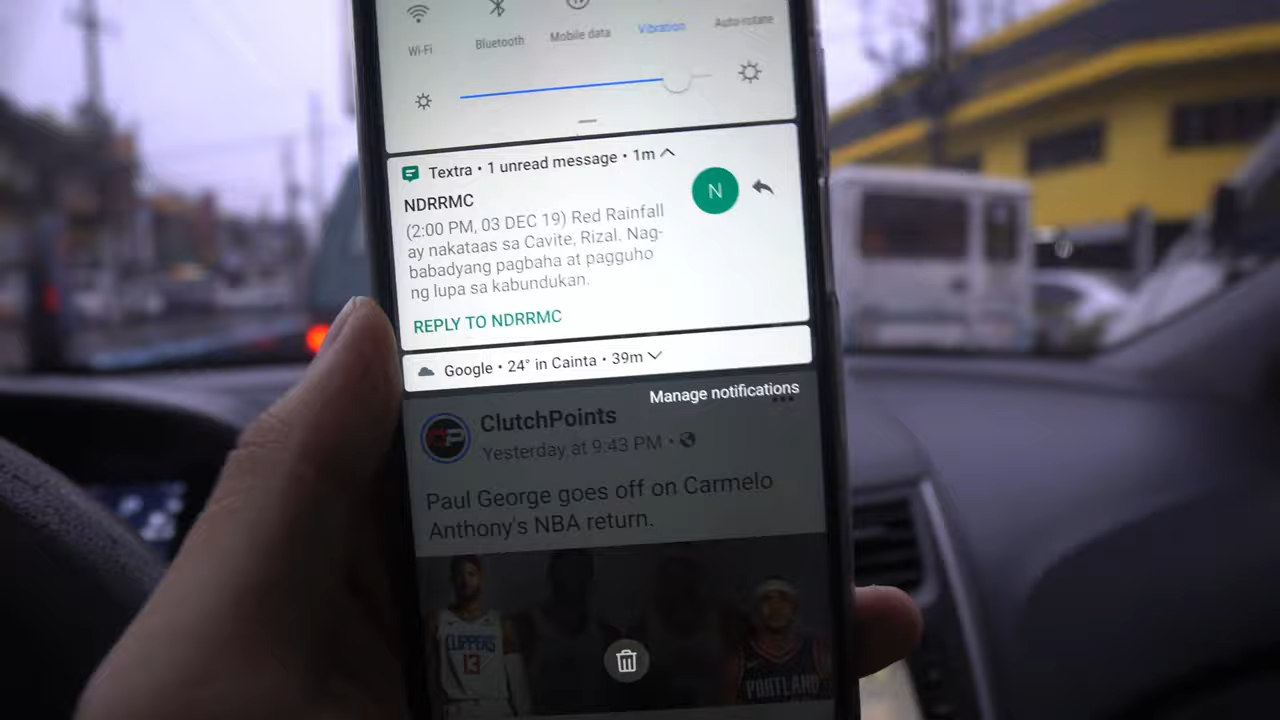 Wi-Fi
Bluetooth
Mobile data
Vibration
Auto-rotate
Textra • 1 unread message • 1m
NDRRMC
(2:00 PM, 03 DEC 19) Red Rainfall
ay nakataas sa Cavite, Rizal. Nag-
babadyang pagbaha at pagguho
ng lupa sa kabundukan.
N
REPLY TO NDRRMC
Google • 24° in Cainta • 39m
Manage notifications
ClutchPoints
Yesterday at 9:43 PM •
Paul George goes off on Carmelo
Anthony's NBA return.
CLIPPERS
13
PORTLAND